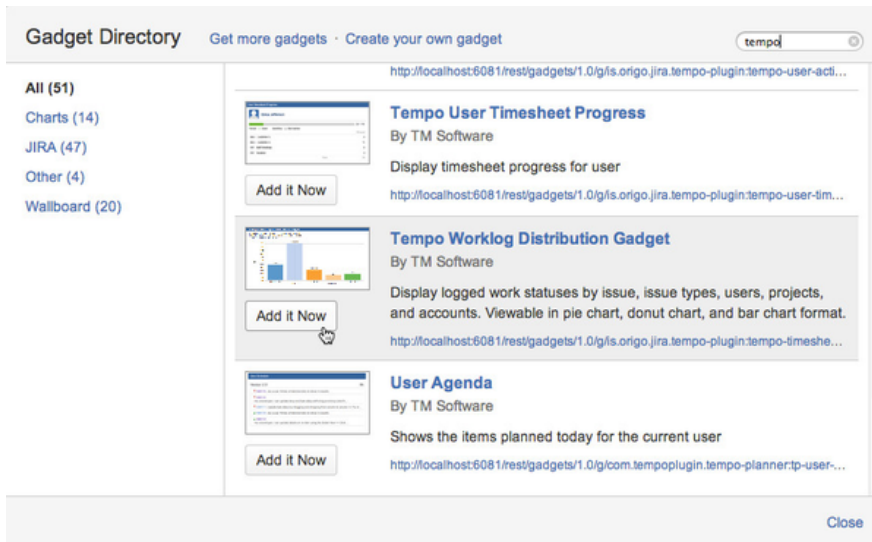 Gadget Directory
Get more gadgets · Create your own gadget
tempo
All (51)
Charts (14)
JIRA (47)
Other (4)
Wallboard (20)
http://localhost:6081/rest/gadgets/1.0/g/is.origo.jira.tempo-plugin:tempo-user-acti...
Tempo User Timesheet Progress
By TM Software
Display timesheet progress for user
Add it Now
http://localhost:6081/rest/gadgets/1.0/g/is.origo.jira.tempo-plugin:tempo-user-tim...
Tempo Worklog Distribution Gadget
By TM Software
Display logged work statuses by issue, issue types, users, projects,
and accounts. Viewable in pie chart, donut chart, and bar chart format.
Add it Now
http://localhost:6081/rest/gadgets/1.0/g/is.origo.jira.tempo-plugin:tempo-timeshe...
User Agenda
By TM Software
Shows the items planned today for the current user
Add it Now
http://localhost:6081/rest/gadgets/1.0/g/com.tempoplugin.tempo-planner:tp-user-...
Close